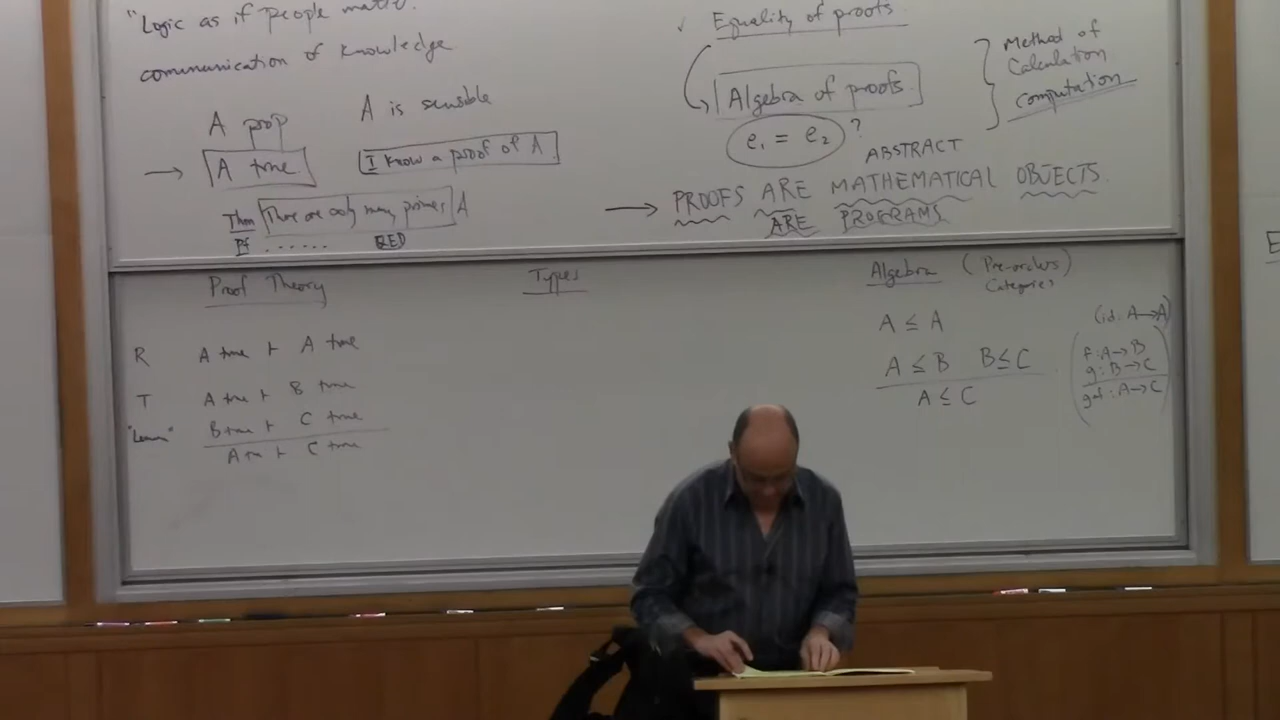 "Logic as if people matter.
communication of knowledge
A prop
A is sensible
→ A true
I know a proof of A
Thm There are only many primes A
Pf ...... QED
✓ Equality of proofs
Algebra of proofs
e₁ = e₂ ?
} Method of
Calculation
computation
ABSTRACT
→ PROOFS ARE MATHEMATICAL OBJECTS
ARE PROGRAMS
Proof Theory
R A true ⊢ A true
T A true ⊢ B true
"Lemma" B true ⊢ C true
A true ⊢ C true
Types
Algebra (Pre-orders)
Categories
A ≤ A
(id: A→A)
A ≤ B B ≤ C
A ≤ C
f: A→B
g: B→C
g∘f: A→C
E